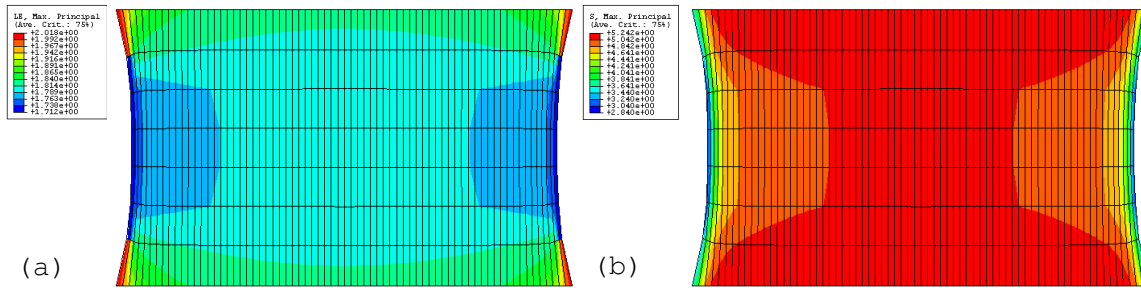 LE, Max. Principal
(Ave. Crit.: 75%)
+2.018e+00
+1.992e+00
+1.967e+00
+1.942e+00
+1.916e+00
+1.891e+00
+1.865e+00
+1.840e+00
+1.814e+00
+1.789e+00
+1.763e+00
+1.738e+00
+1.712e+00
(a)
S, Max. Principal
(Ave. Crit.: 75%)
+5.242e+00
+5.042e+00
+4.842e+00
+4.641e+00
+4.441e+00
+4.241e+00
+4.041e+00
+3.841e+00
+3.641e+00
+3.440e+00
+3.240e+00
+3.040e+00
+2.840e+00
(b)